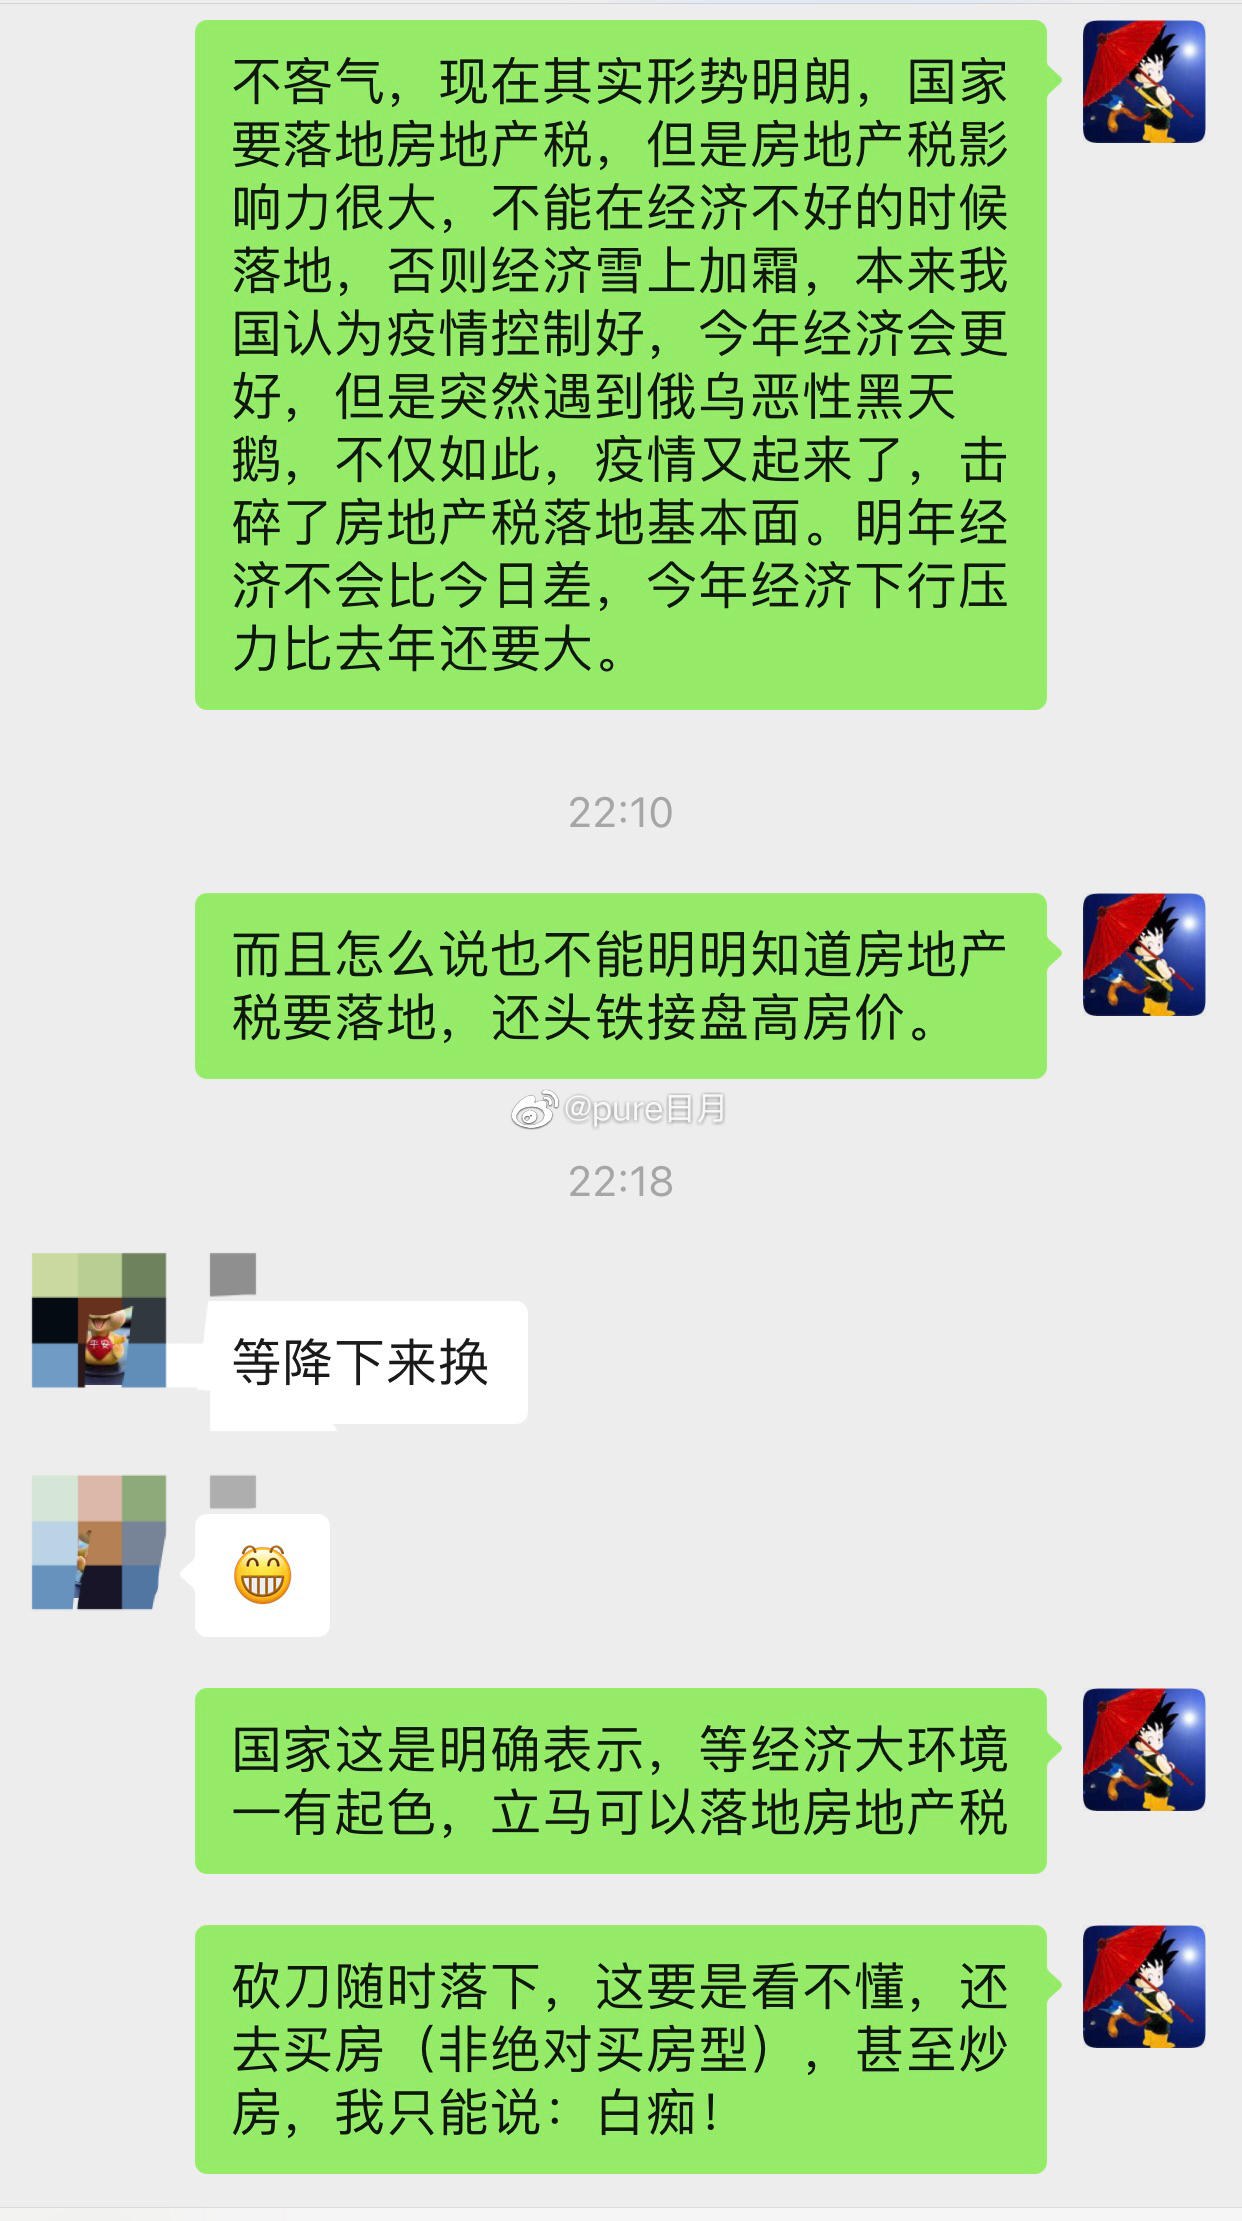 不客气，现在其实形势明朗，国家
要落地房地产税，但是房地产税影
响力很大，不能在经济不好的时候
落地，否则经济雪上加霜，本来我
国认为疫情控制好，今年经济会更
好，但是突然遇到俄乌恶性黑天
鹅，不仅如此，疫情又起来了，击
碎了房地产税落地基本面。明年经
济不会比今日差，今年经济下行压
力比去年还要大。
22:10
而且怎么说也不能明明知道房地产
税要落地，还头铁接盘高房价。
@pure日月
22:18
平安
等降下来换
国家这是明确表示，等经济大环境
一有起色，立马可以落地房地产税
砍刀随时落下，这要是看不懂，还
去买房（非绝对买房型），甚至炒
房，我只能说：白痴！